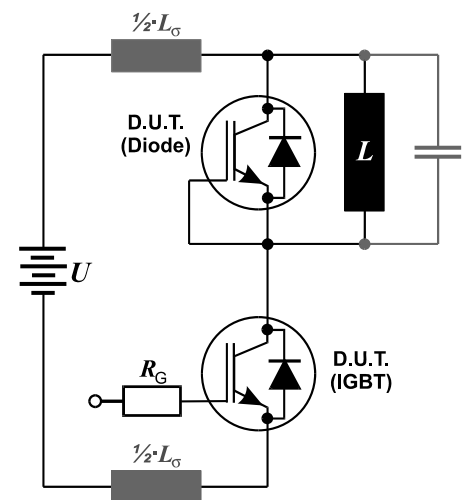 ½·Lσ
D.U.T.
(Diode)
L
U
D.U.T.
(IGBT)
RG
½·Lσ